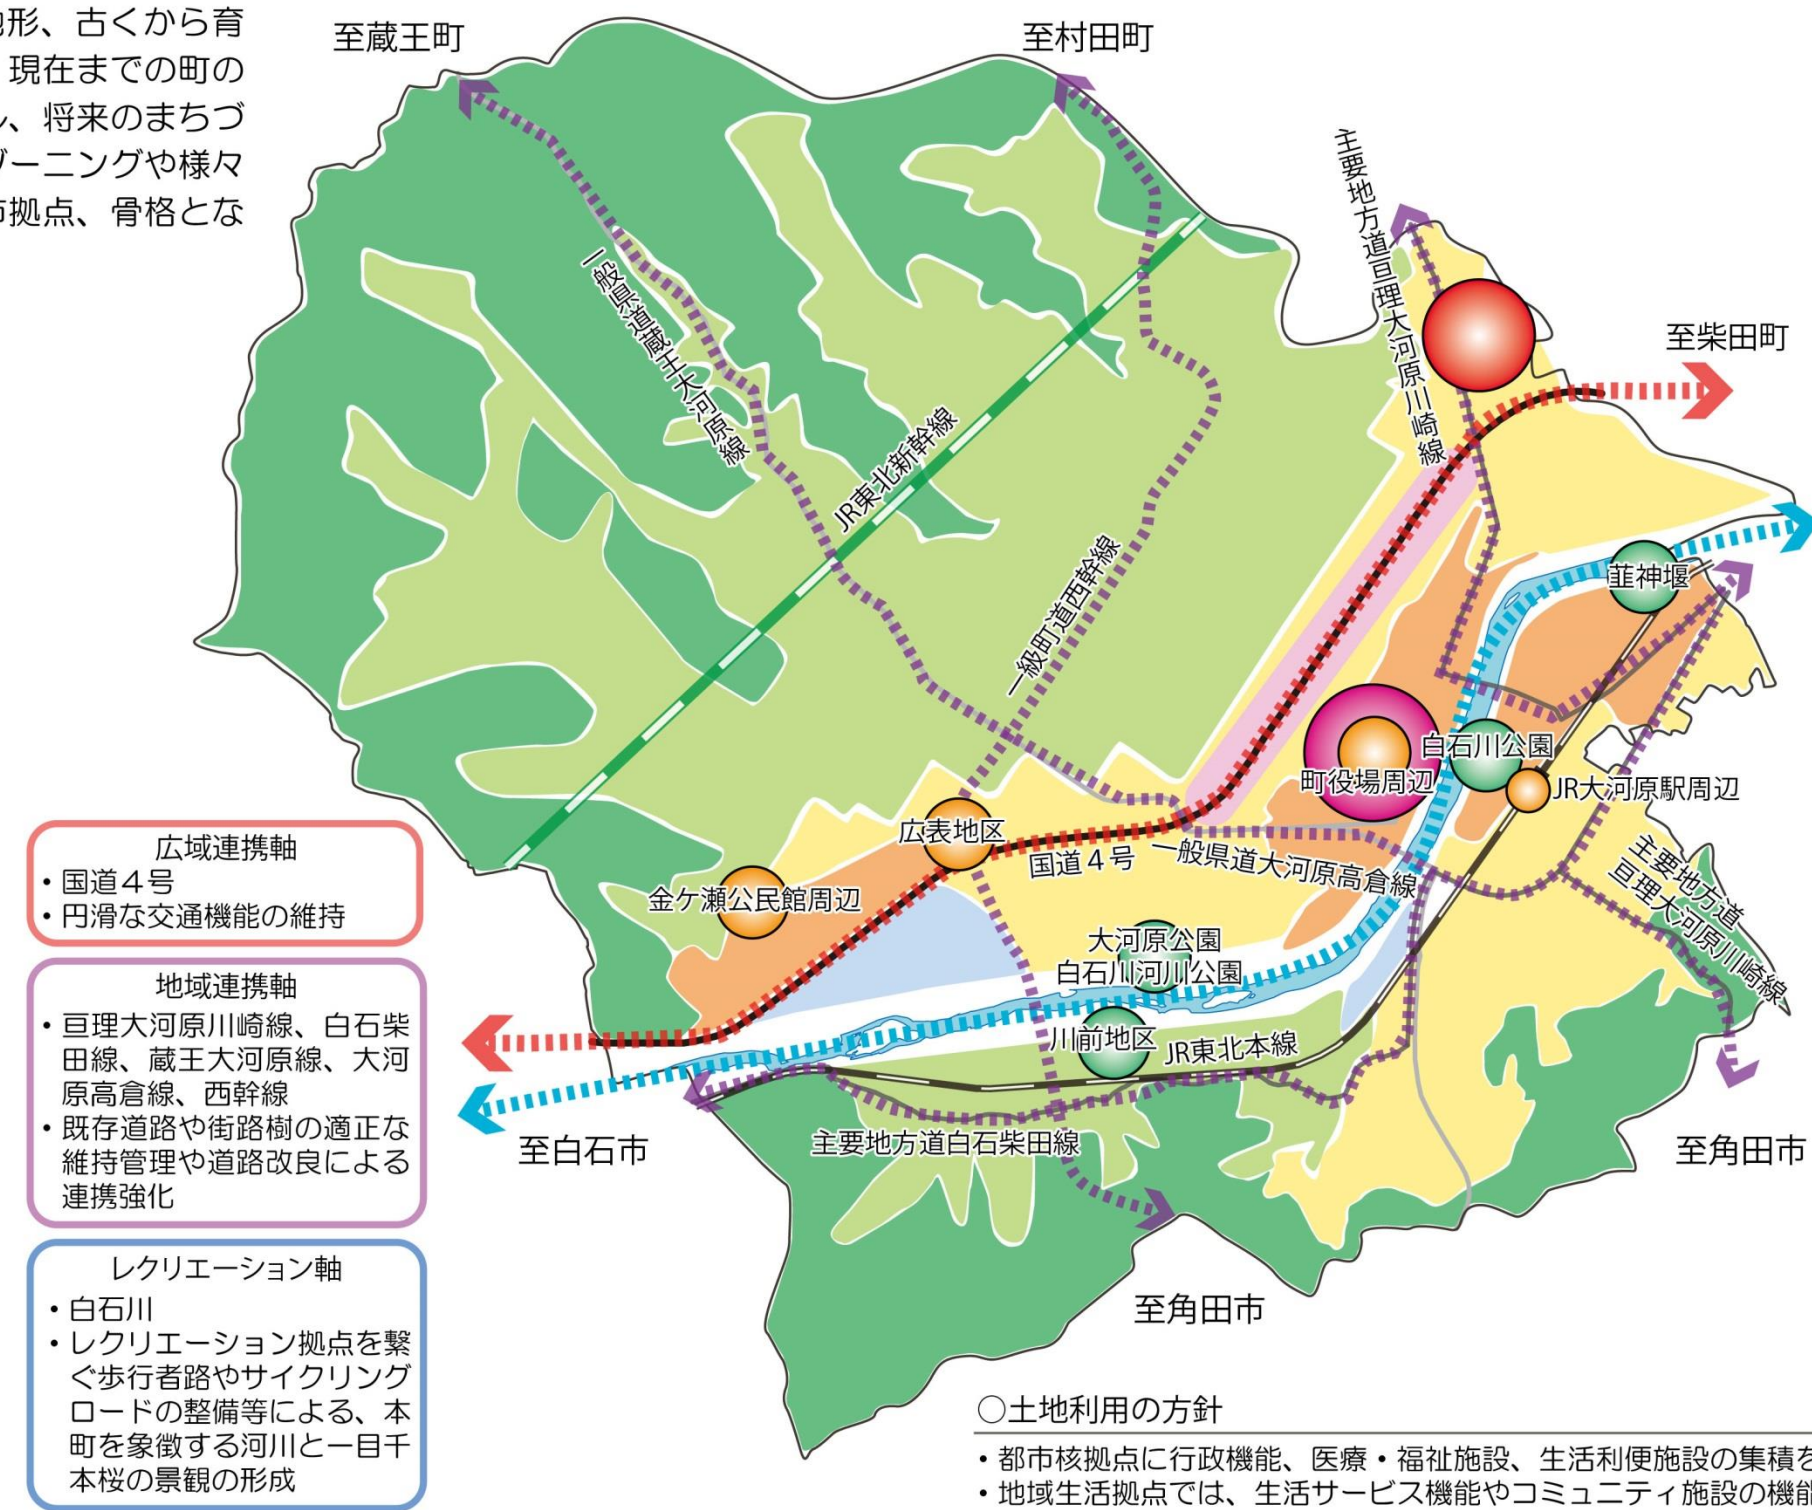 地形、古くから育
現在までの町の
、将来のまちづ
ゾーニングや様々
市拠点、骨格とな
至蔵王町
至村田町
主要地方道亘理大河原川崎線
至柴田町
一般県道蔵王大河原線
JR東北新幹線
一級町道西幹線
韮神堰
白石川公園
町役場周辺
JR大河原駅周辺
広表地区
国道4号
一般県道大河原高倉線
主要地方道
亘理大河原川崎線
金ケ瀬公民館周辺
大河原公園
白石川河川公園
川前地区
JR東北本線
主要地方道白石柴田線
至白石市
至角田市
至角田市
広域連携軸
・国道4号
・円滑な交通機能の維持
地域連携軸
・亘理大河原川崎線、白石柴
田線、蔵王大河原線、大河
原高倉線、西幹線
・既存道路や街路樹の適正な
維持管理や道路改良による
連携強化
レクリエーション軸
・白石川
・レクリエーション拠点を繋
ぐ歩行者路やサイクリング
ロードの整備等による、本
町を象徴する河川と一目千
本桜の景観の形成
○土地利用の方針
・都市核拠点に行政機能、医療・福祉施設、生活利便施設の集積を
・地域生活拠点では、生活サービス機能やコミュニティ施設の機能